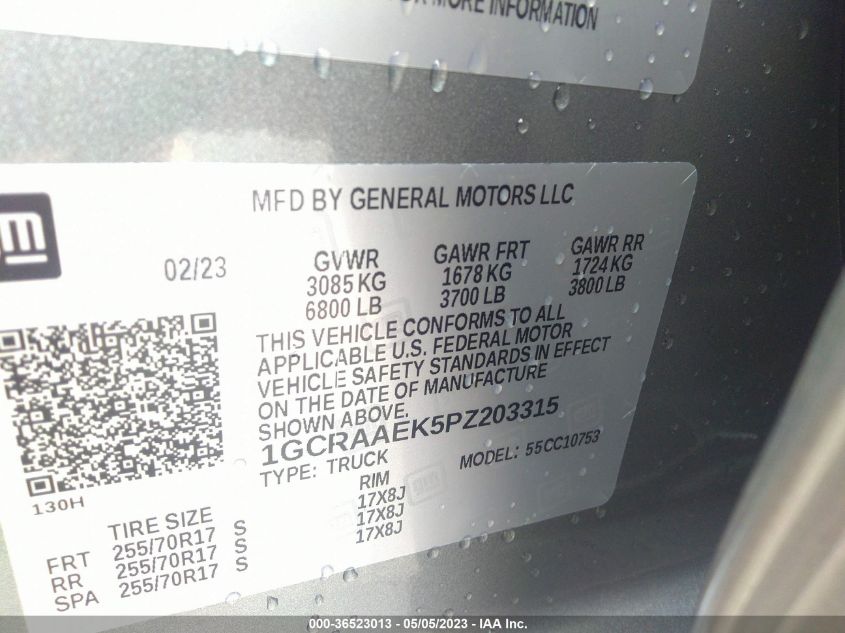 MORE INFORMATION
MFD BY GENERAL MOTORS LLC
02/23
GVWR GAWR FRT GAWR RR
3085 KG 1678 KG 1724 KG
6800 LB 3700 LB 3800 LB
THIS VEHICLE CONFORMS TO ALL
APPLICABLE U.S. FEDERAL MOTOR
VEHICLE SAFETY STANDARDS IN EFFECT
ON THE DATE OF MANUFACTURE
SHOWN ABOVE.
1GCRAAEK5PZ203315
TYPE: TRUCK MODEL: 55CC10753
130H
TIRE SIZE RIM
FRT 255/70R17 S 17X8J
RR 255/70R17 S 17X8J
SPA 255/70R17 S 17X8J
000-36523013 - 05/05/2023 - IAA Inc.